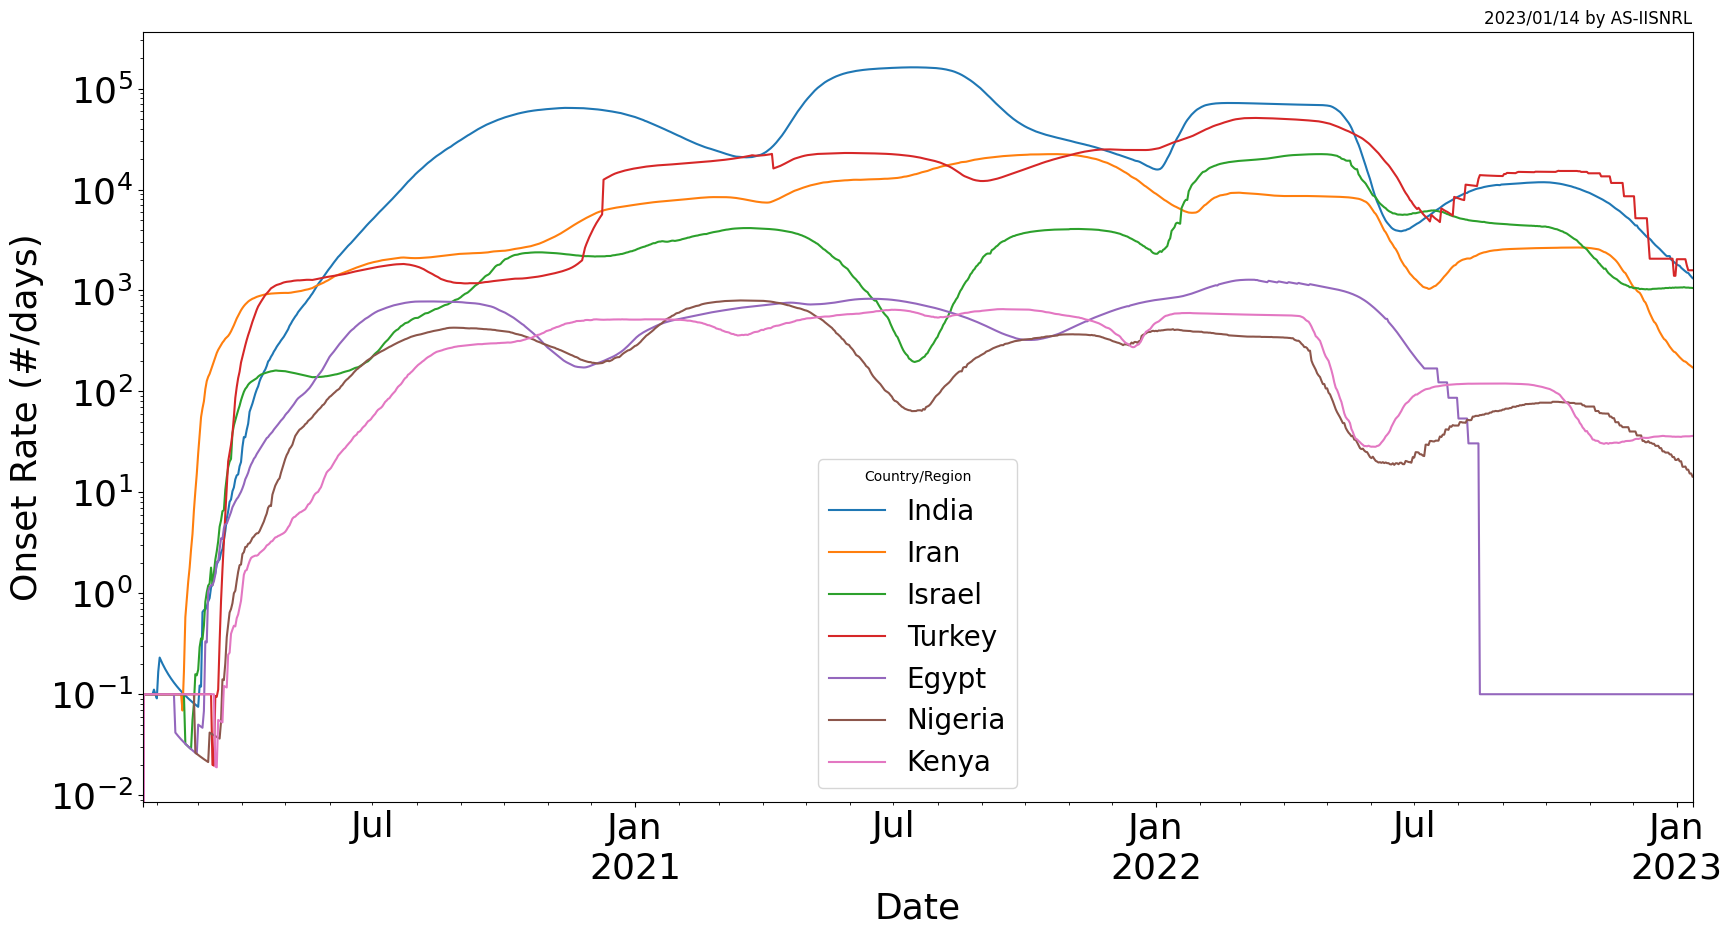 2023/01/14 by AS-IISNRL
Onset Rate (#/days)
10^5
10^4
10^3
10^2
10^1
10^0
10^−1
10^−2
Country/Region
India
Iran
Israel
Turkey
Egypt
Nigeria
Kenya
Jul Jan Jul Jan Jul Jan
2021 2022 2023
Date